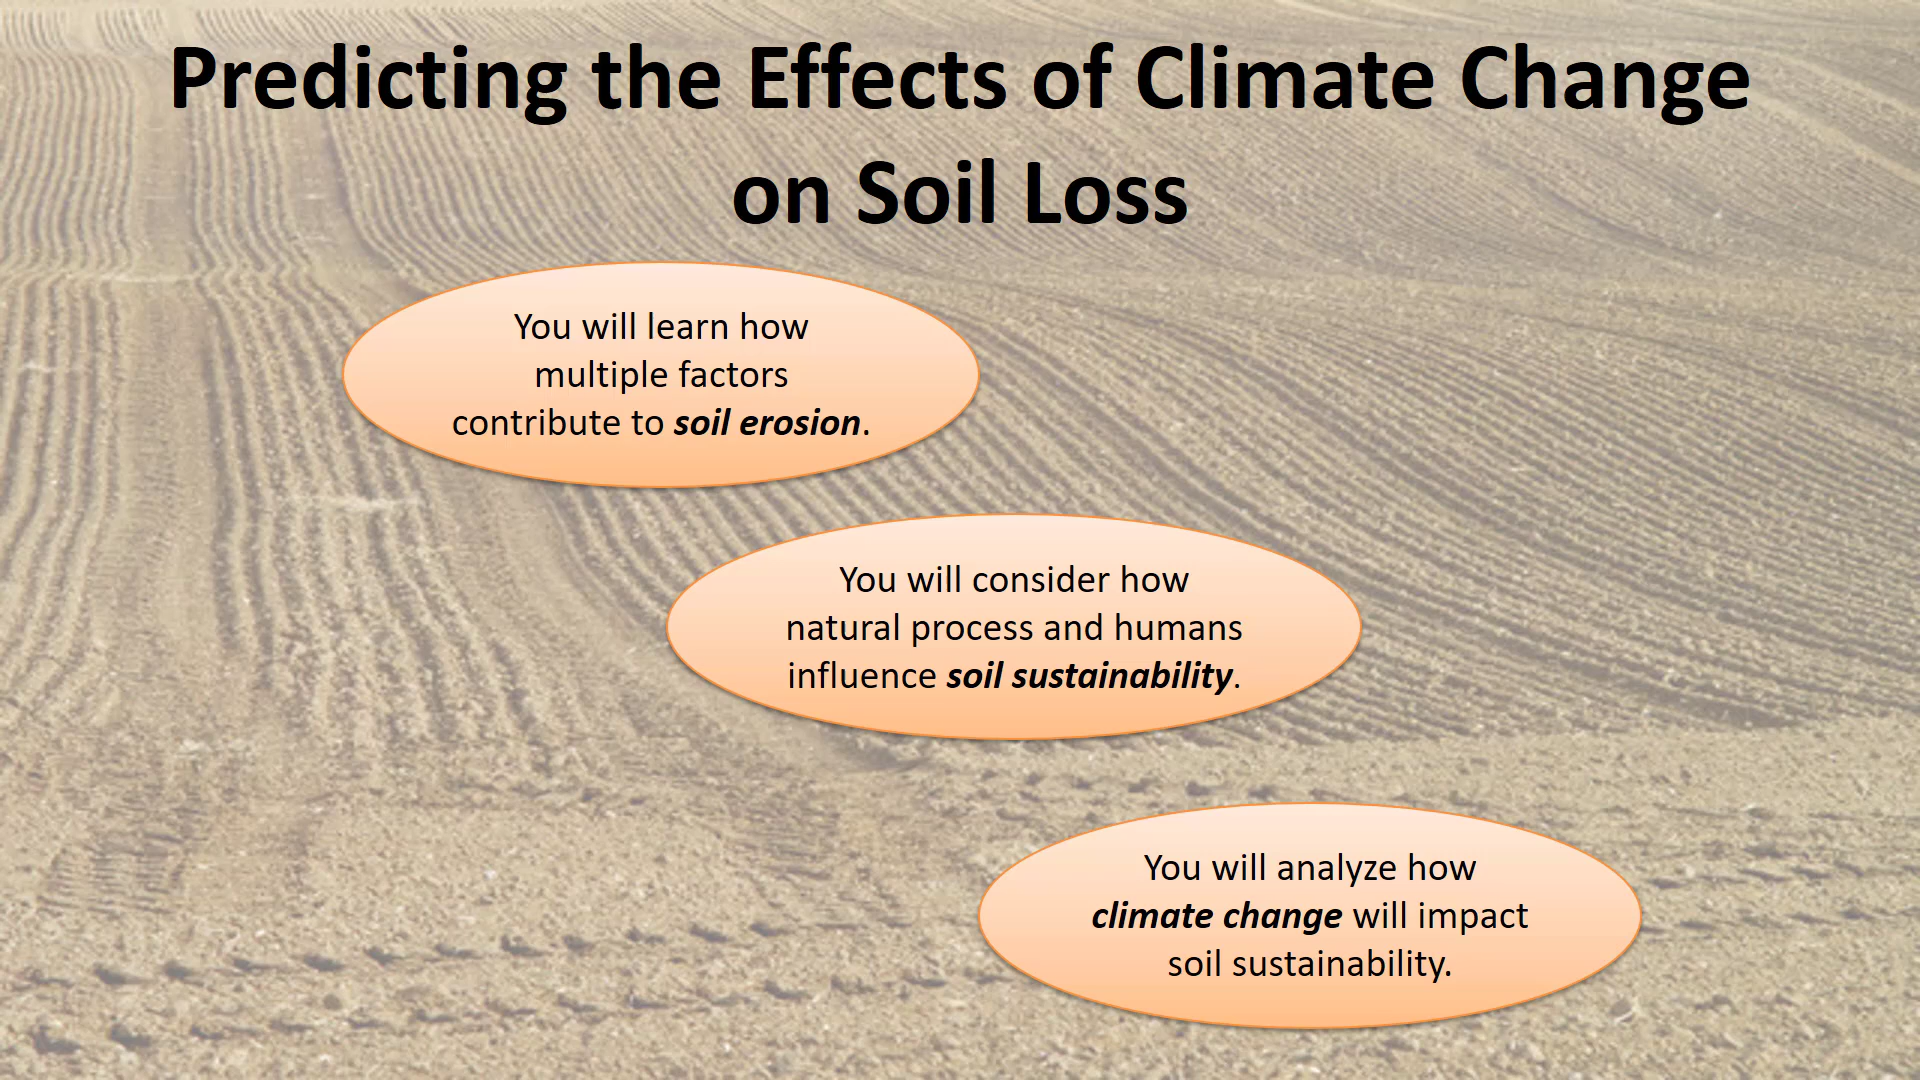 Predicting the Effects of Climate Change
on Soil Loss
You will learn how
multiple factors
contribute to soil erosion.
You will consider how
natural process and humans
influence soil sustainability.
You will analyze how
climate change will impact
soil sustainability.